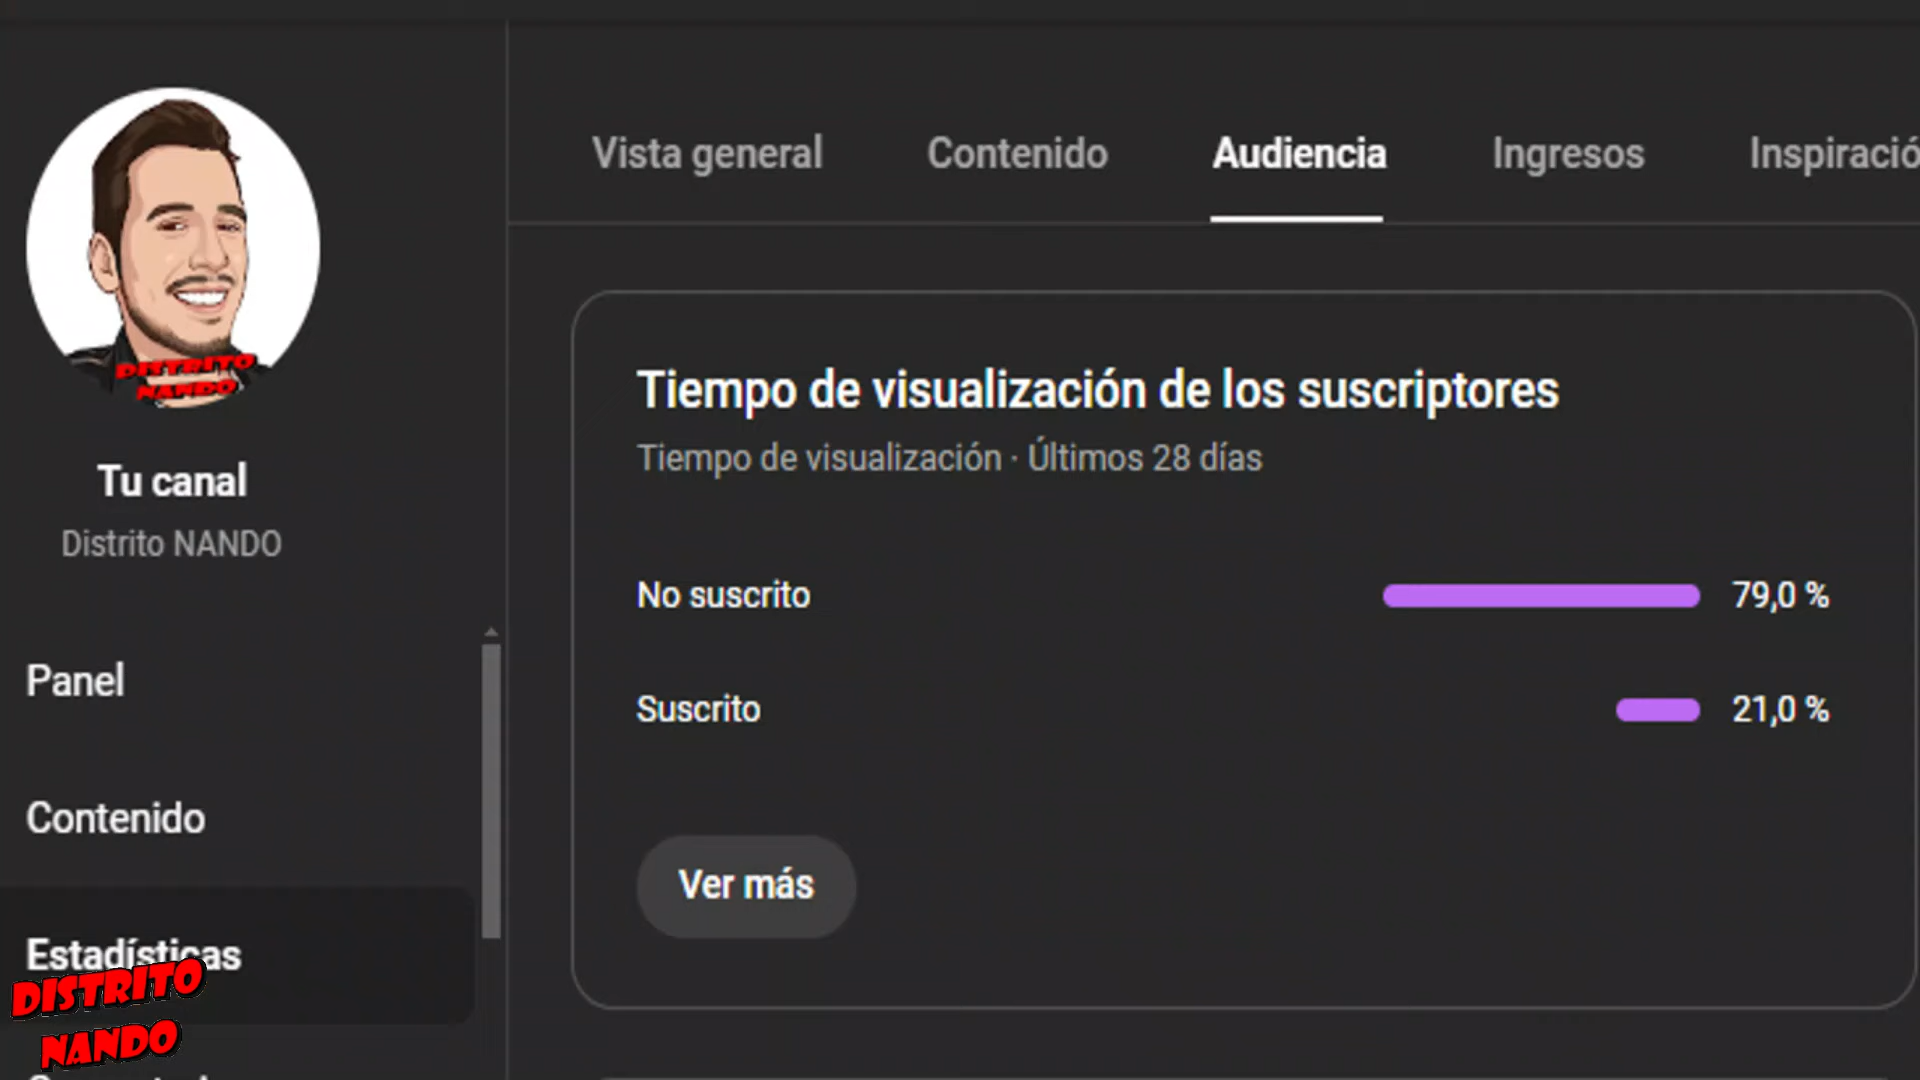 Vista general
Contenido
Audiencia
Ingresos
Inspiració
DISTRITO
NANDO
Tu canal
Distrito NANDO
Panel
Contenido
Estadísticas
DISTRITO
NANDO
Tiempo de visualización de los suscriptores
Tiempo de visualización · Últimos 28 días
No suscrito
79,0 %
Suscrito
21,0 %
Ver más